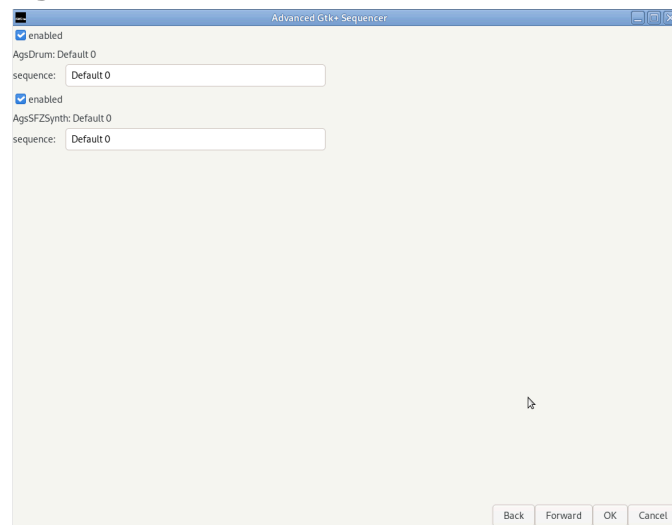 Advanced Gtk+ Sequencer
enabled
AgsDrum: Default 0
sequence: Default 0
enabled
AgsSFZSynth: Default 0
sequence: Default 0
Back Forward OK Cancel